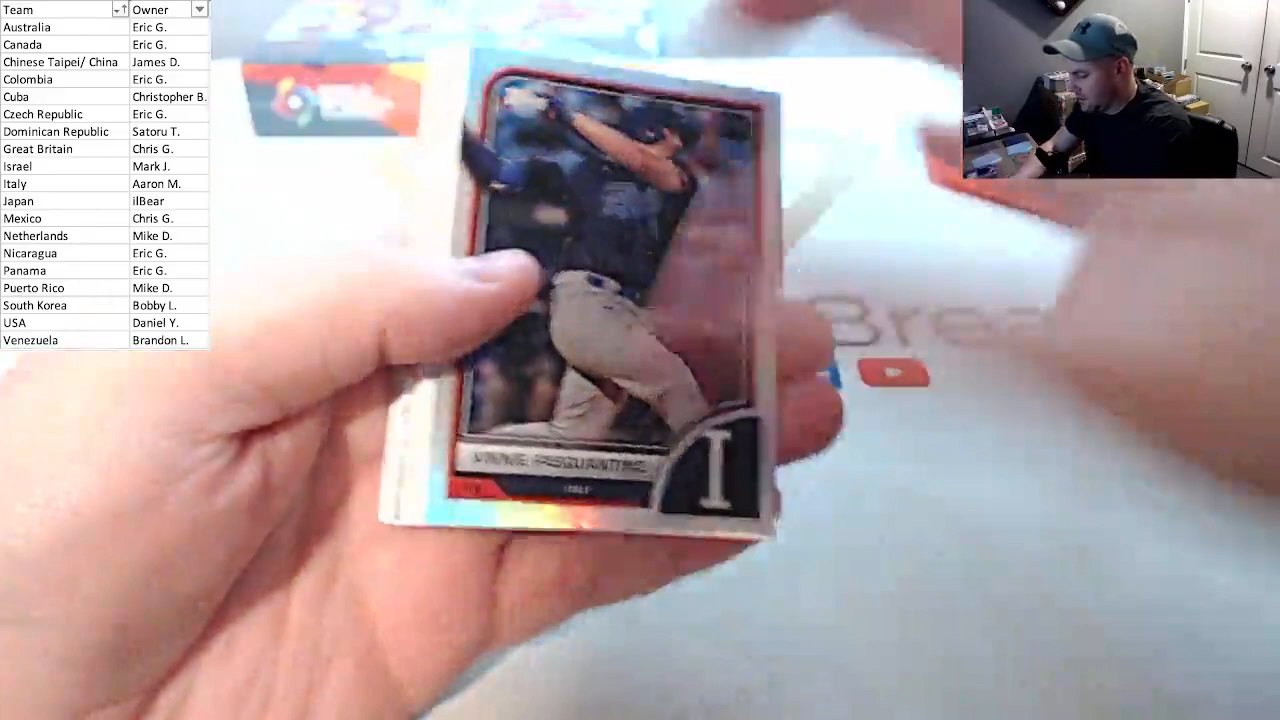 Team Owner
Australia Eric G.
Canada Eric G.
Chinese Taipei/ China James D.
Colombia Eric G.
Cuba Christopher B.
Czech Republic Eric G.
Dominican Republic Satoru T.
Great Britain Chris G.
Israel Mark J.
Italy Aaron M.
Japan ilBear
Mexico Chris G.
Netherlands Mike D.
Nicaragua Eric G.
Panama Eric G.
Puerto Rico Mike D.
South Korea Bobby L.
USA Daniel Y.
Venezuela Brandon L.
Brea
VINNIE PASQUANTINO
ITALY
I